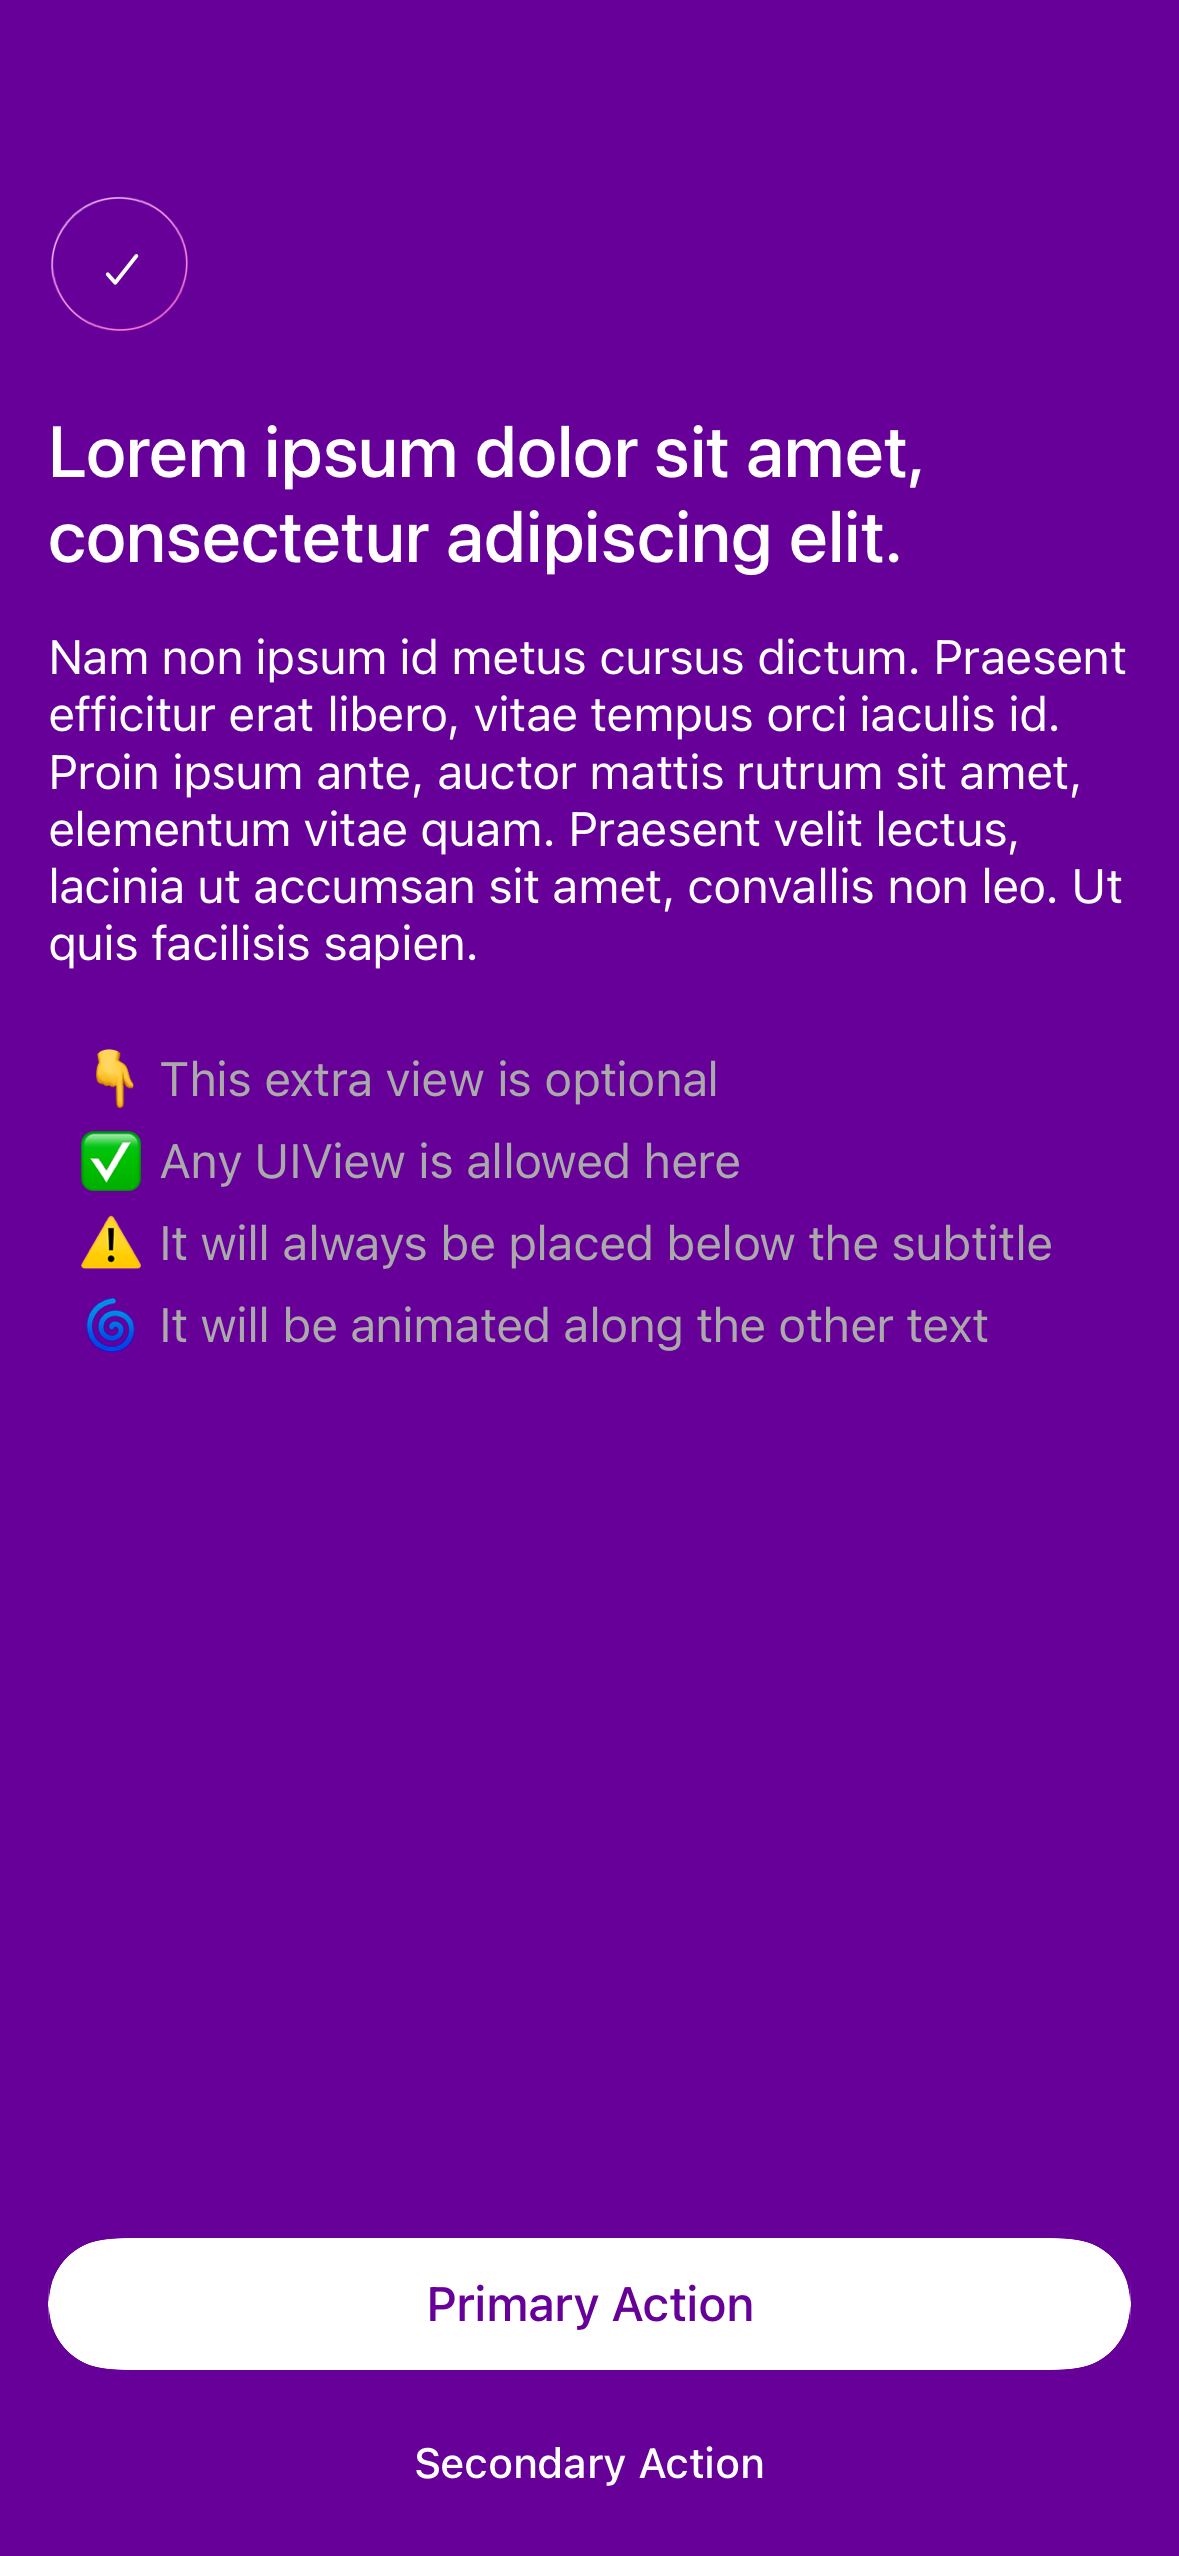 Lorem ipsum dolor sit amet,
consectetur adipiscing elit.
Nam non ipsum id metus cursus dictum. Praesent
efficitur erat libero, vitae tempus orci iaculis id.
Proin ipsum ante, auctor mattis rutrum sit amet,
elementum vitae quam. Praesent velit lectus,
lacinia ut accumsan sit amet, convallis non leo. Ut
quis facilisis sapien.
👇 This extra view is optional
✅ Any UIView is allowed here
⚠️ It will always be placed below the subtitle
🌀 It will be animated along the other text
Primary Action
Secondary Action